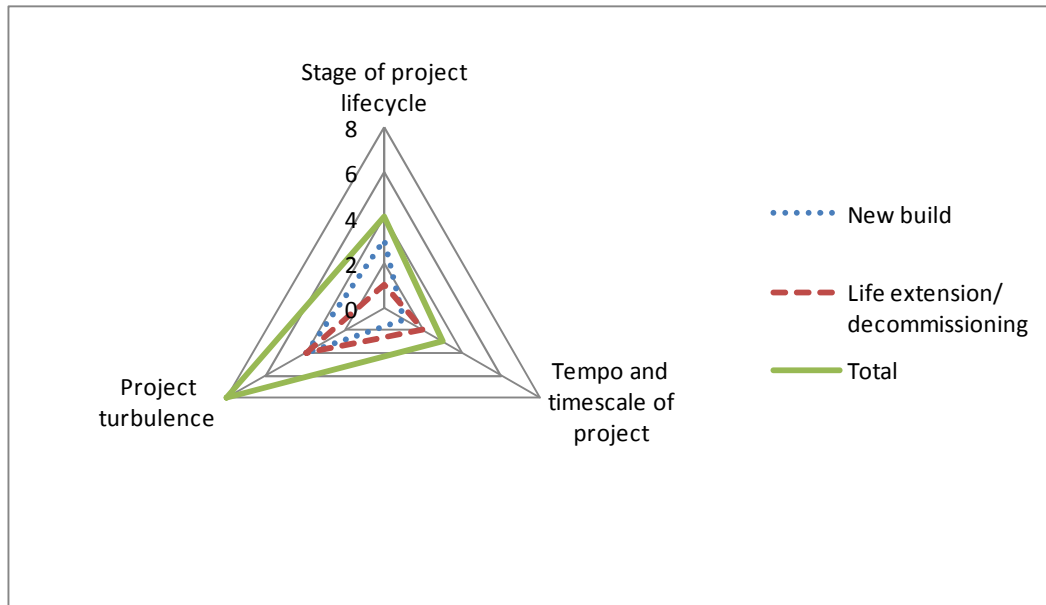 Stage of project
lifecycle
8
6
4
2
0
Project
turbulence
Tempo and
timescale of
project
New build
Life extension/
decommissioning
Total